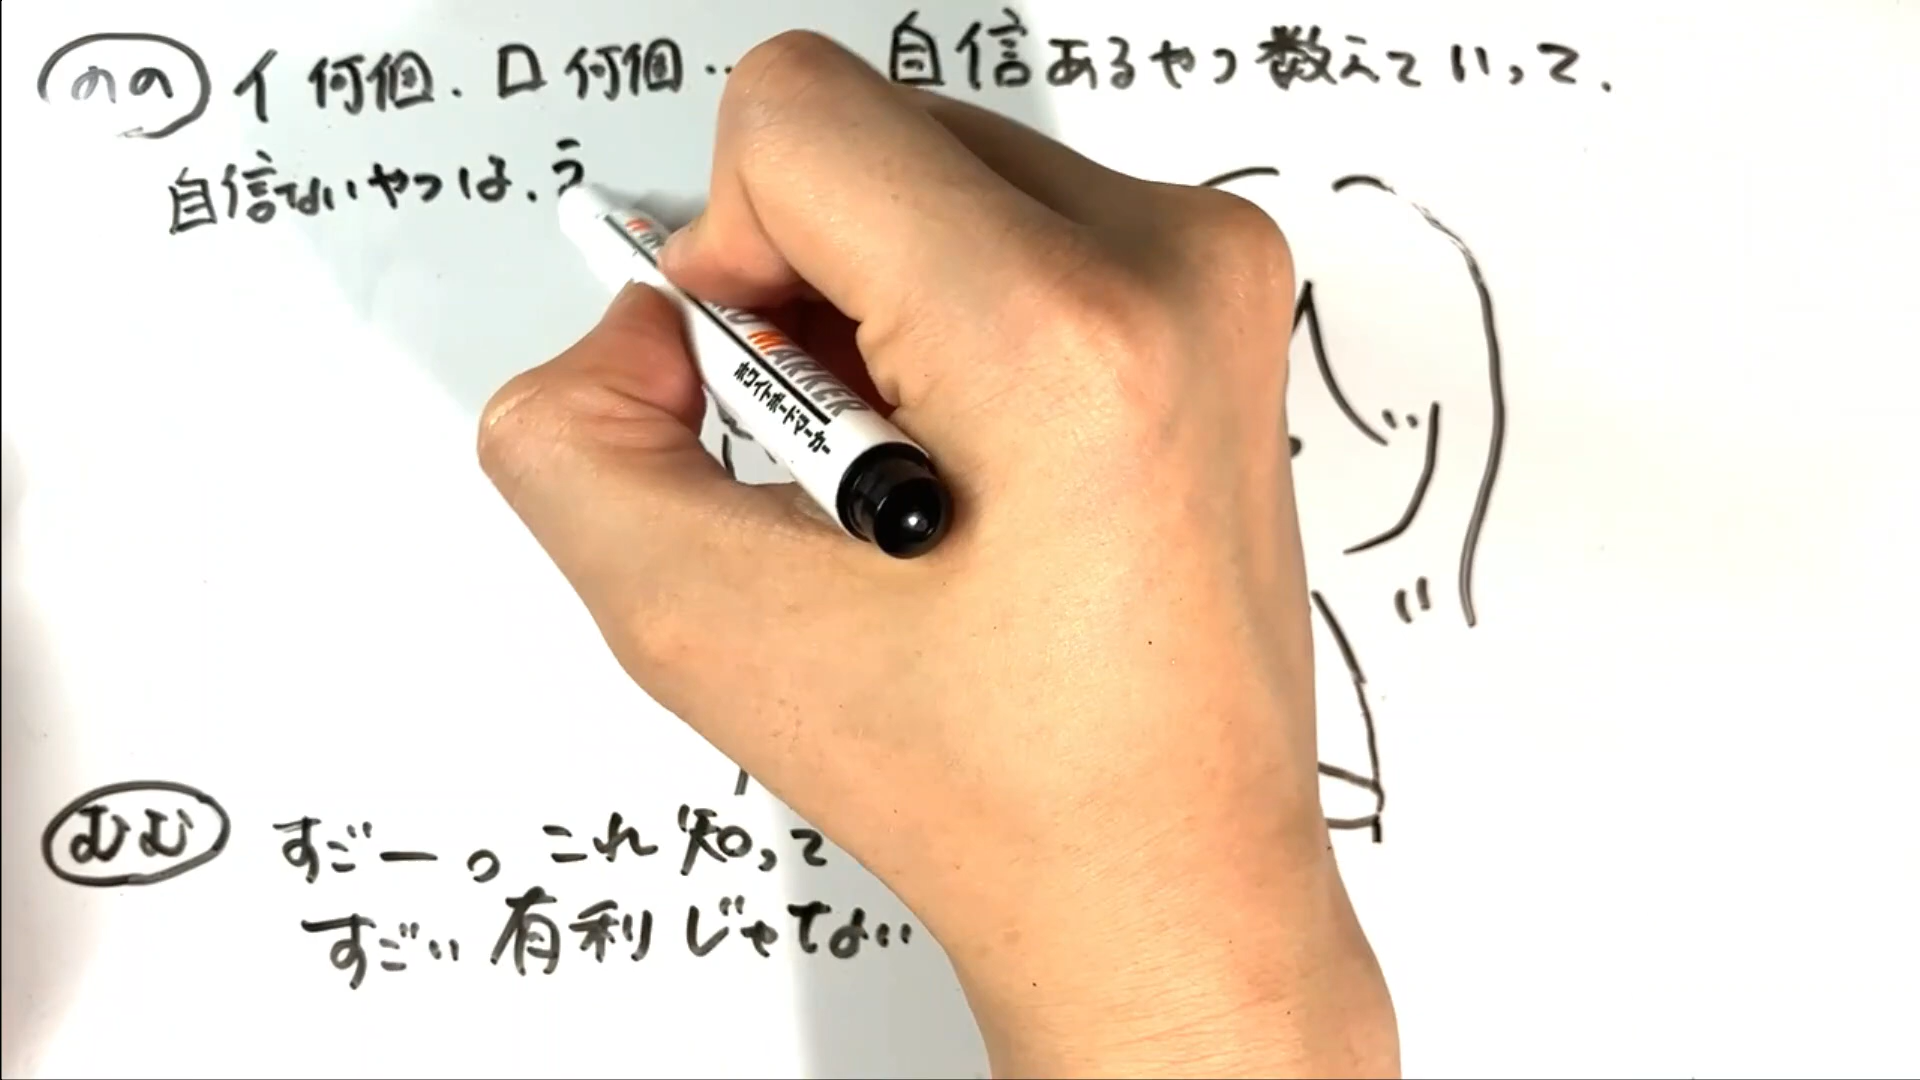 のの イ 何個. ロ 何個‥ 自信あるやつ数えていって.
自信ないやつは. う
MARKER
ホワイトボードマーカー
むむ すごーっ これ知って
すごい有利じゃない